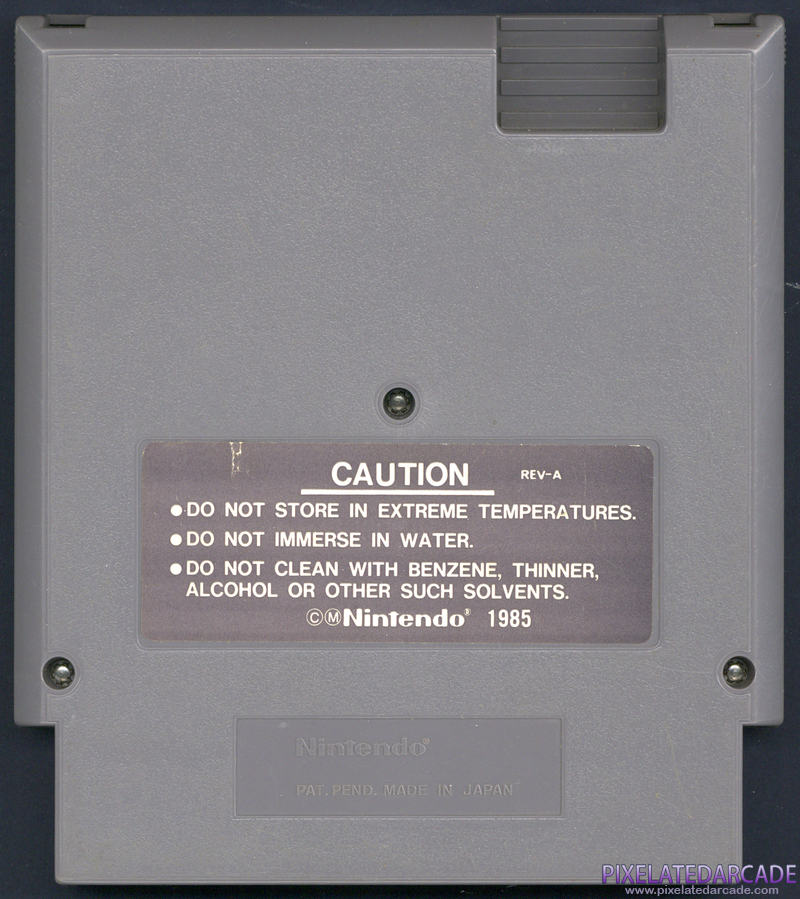 CAUTION REV-A
●DO NOT STORE IN EXTREME TEMPERATURES.
●DO NOT IMMERSE IN WATER.
●DO NOT CLEAN WITH BENZENE, THINNER,
ALCOHOL OR OTHER SUCH SOLVENTS.
ⒸⓂNintendo® 1985
Nintendo®
PAT. PEND. MADE IN JAPAN
PIXELATEDARCADE
www.pixelatedarcade.com